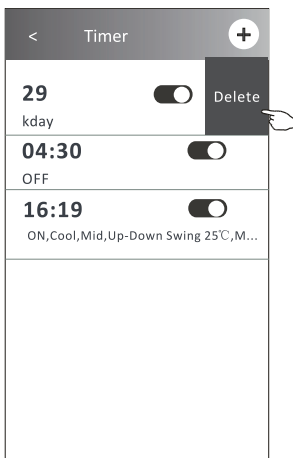 < Timer +
29 Delete
kday
04:30
OFF
16:19
ON,Cool,Mid,Up-Down Swing 25℃,M...